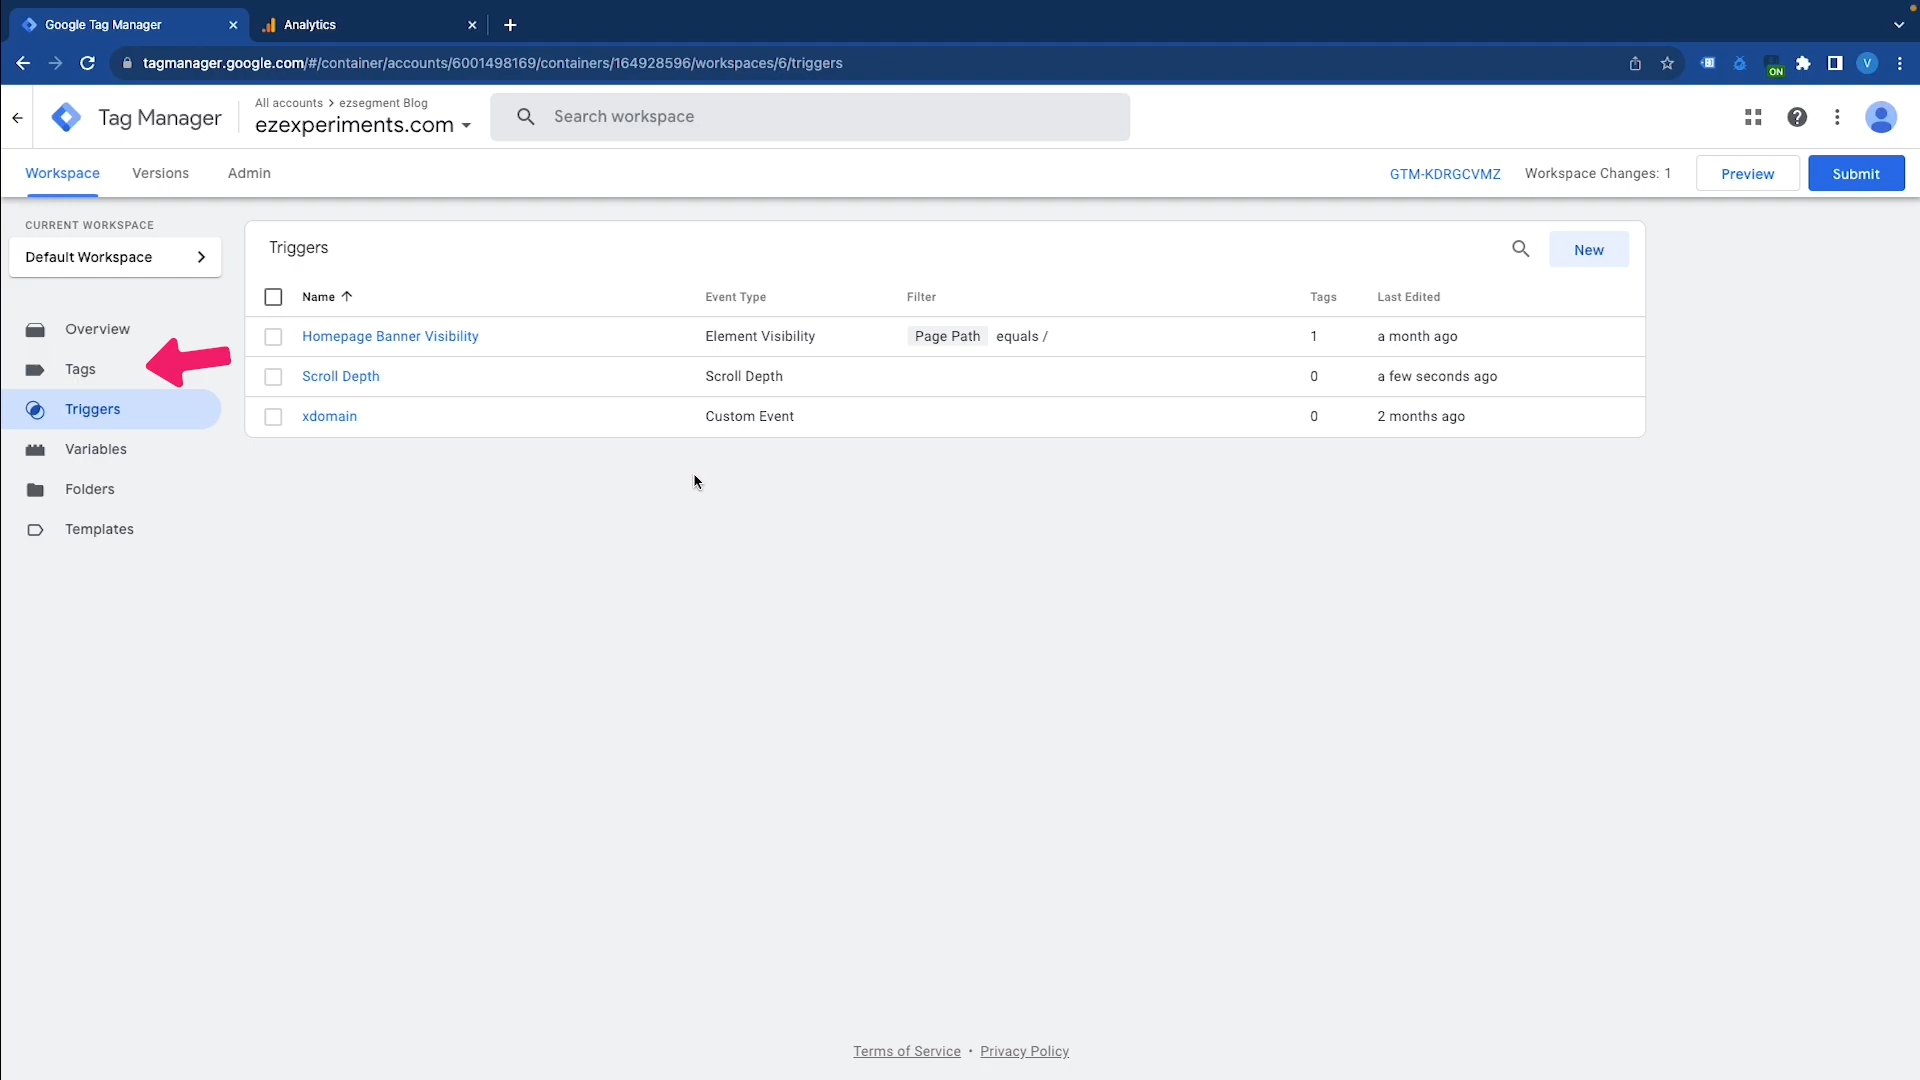 Google Tag Manager
Analytics
tagmanager.google.com/#/container/accounts/6001498169/containers/164928596/workspaces/6/triggers
ON
V
Tag Manager
All accounts > ezsegment Blog
ezexperiments.com
Search workspace
Workspace
Versions
Admin
GTM-KDRGCVMZ
Workspace Changes: 1
Preview
Submit
CURRENT WORKSPACE
Default Workspace
Overview
Tags
Triggers
Variables
Folders
Templates
Triggers
New
Name Event Type Filter Tags Last Edited
Homepage Banner Visibility Element Visibility Page Path equals / 1 a month ago
Scroll Depth Scroll Depth 0 a few seconds ago
xdomain Custom Event 0 2 months ago
Terms of Service • Privacy Policy